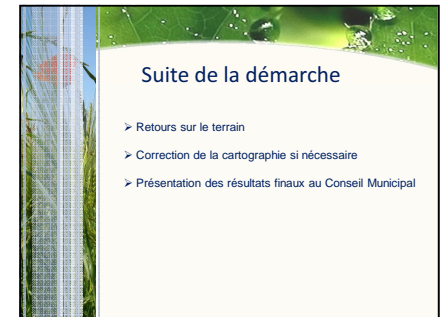 Suite de la démarche
➢ Retours sur le terrain
➢ Correction de la cartographie si nécessaire
➢ Présentation des résultats finaux au Conseil Municipal